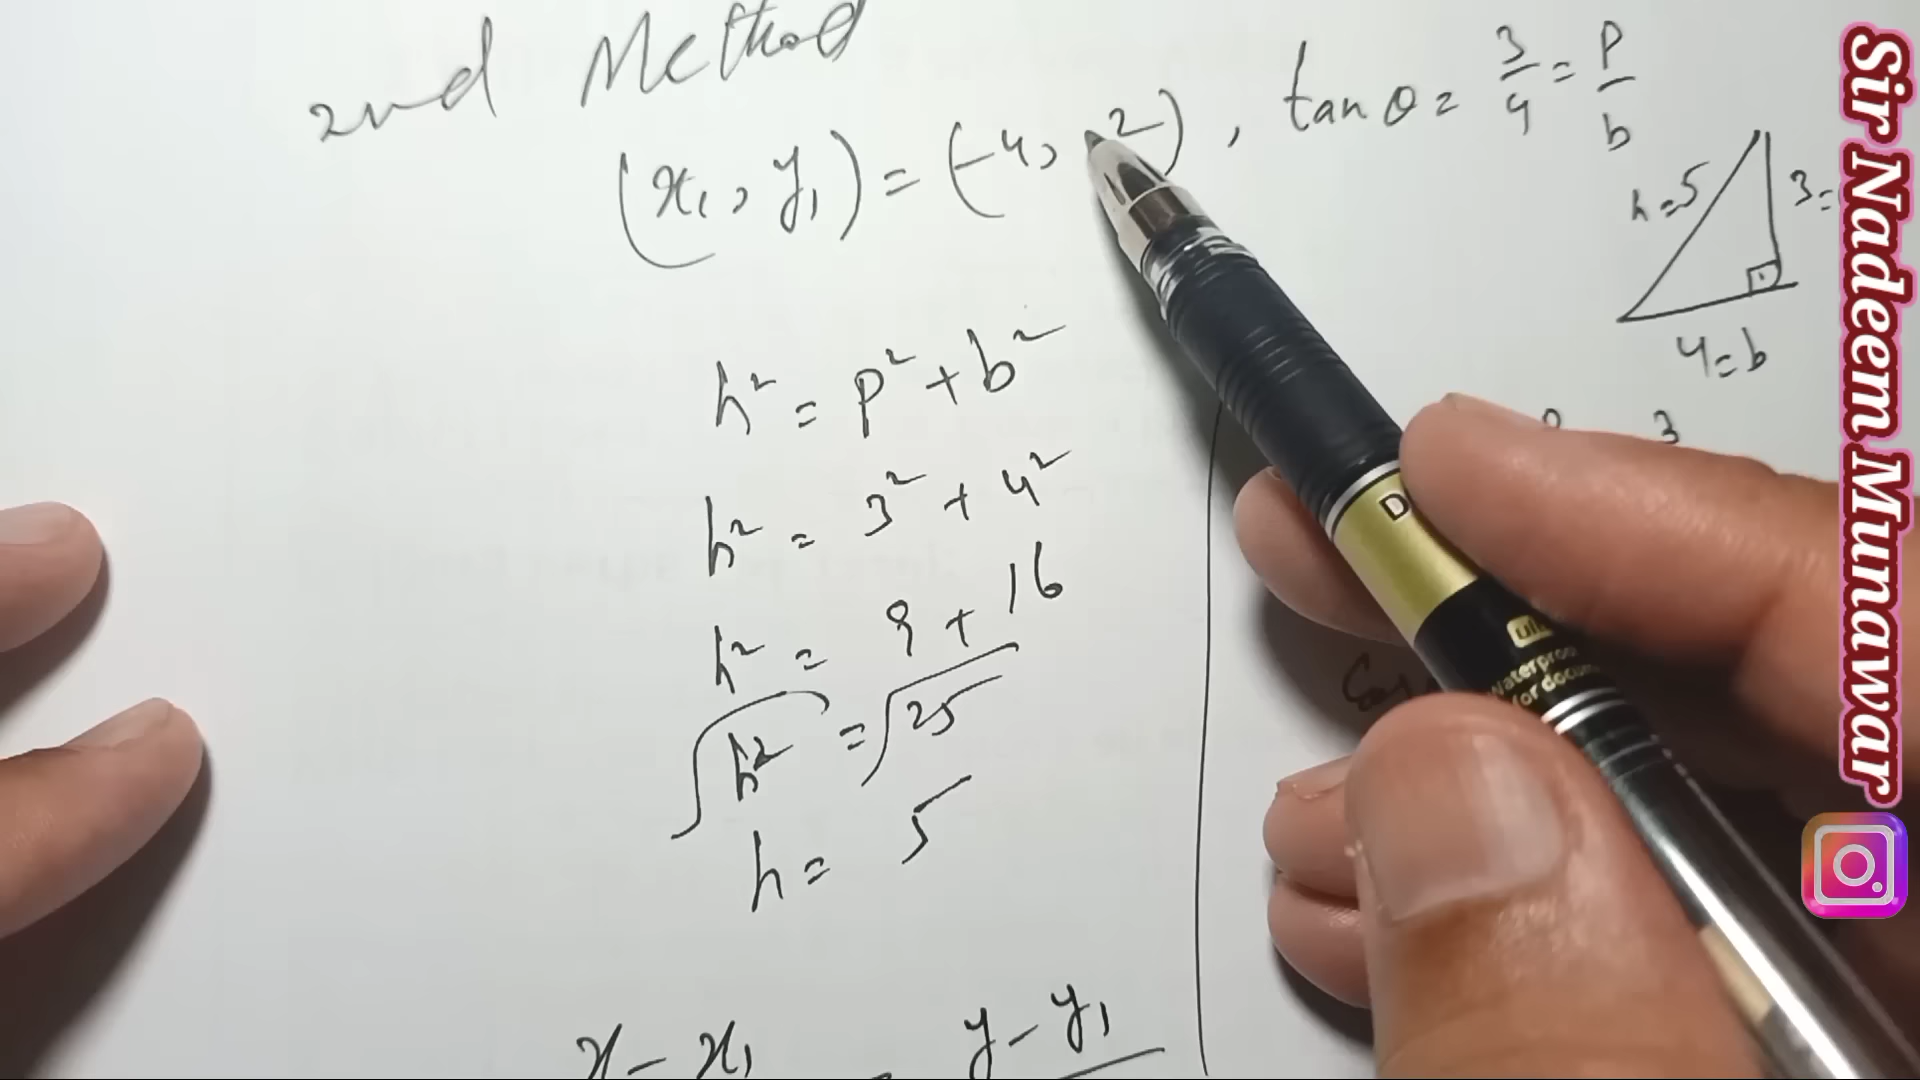 2nd Method
(x₁, y₁) = (-4, 2), tan θ = 3/4 = P/b
h = 5
3 =
4 = b
h² = p² + b²
h² = 3² + 4²
h² = 9 + 16
√h² = √25
h = 5
3
x - x₁ = y - y₁
Sir Nadeem Munawar